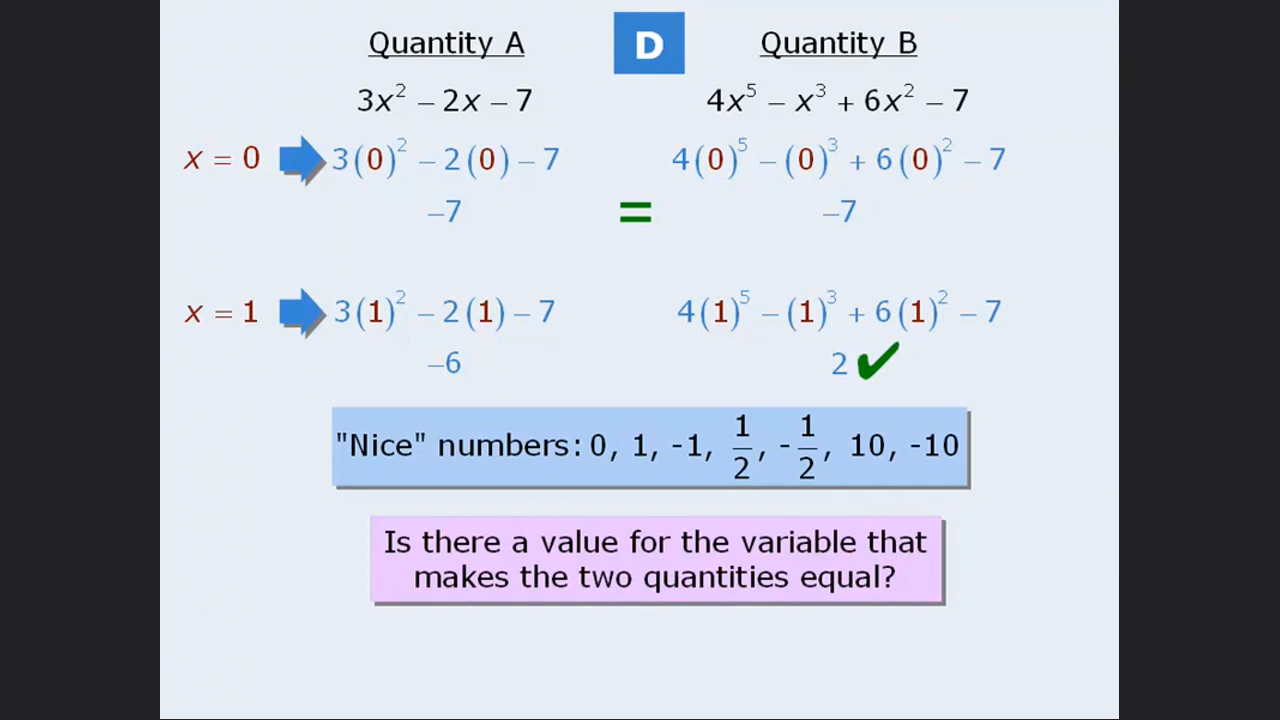 Quantity A D Quantity B
3x² – 2x – 7 4x⁵ – x³ + 6x² – 7
x = 0 3(0)² – 2(0) – 7 4(0)⁵ – (0)³ + 6(0)² – 7
–7 = –7
x = 1 3(1)² – 2(1) – 7 4(1)⁵ – (1)³ + 6(1)² – 7
–6 2 ✔
"Nice" numbers: 0, 1, -1, 1/2, -1/2, 10, -10
Is there a value for the variable that
makes the two quantities equal?